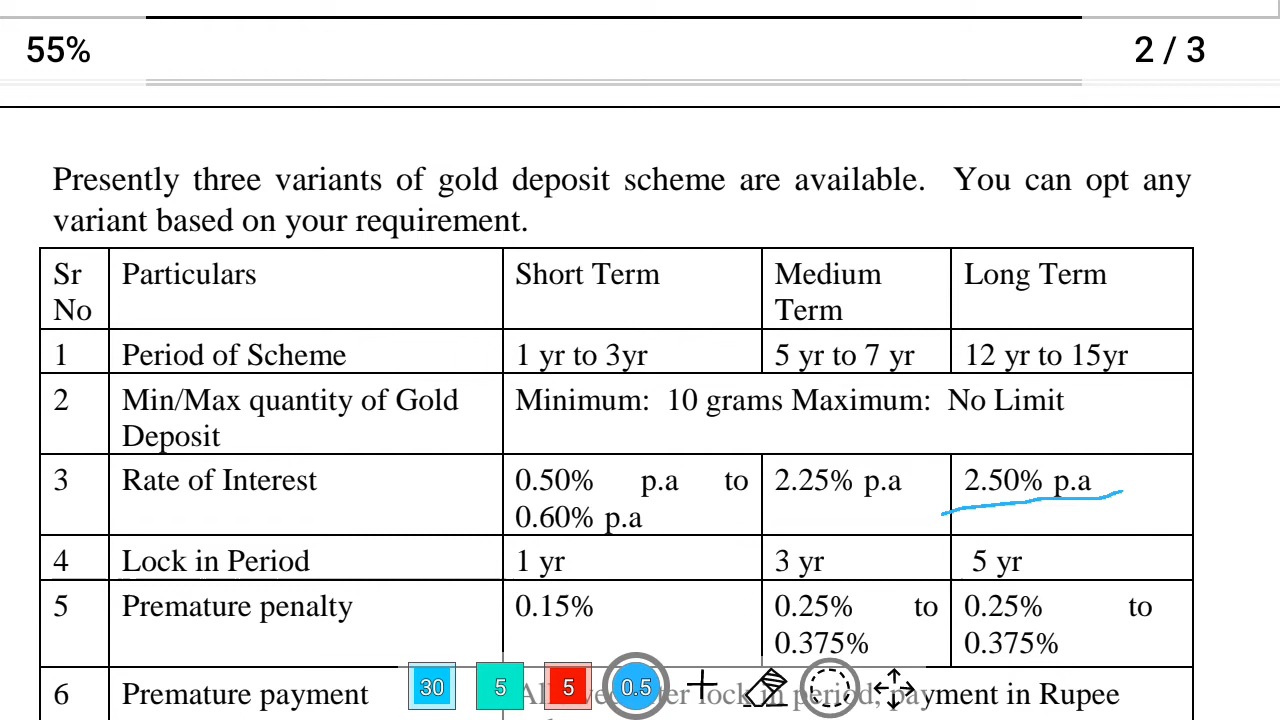 55%
2 / 3
Presently three variants of gold deposit scheme are available. You can opt any
variant based on your requirement.
Sr No Particulars Short Term Medium Term Long Term
1 Period of Scheme 1 yr to 3yr 5 yr to 7 yr 12 yr to 15yr
2 Min/Max quantity of Gold Deposit Minimum: 10 grams Maximum: No Limit
3 Rate of Interest 0.50% p.a to 0.60% p.a 2.25% p.a 2.50% p.a
4 Lock in Period 1 yr 3 yr 5 yr
5 Premature penalty 0.15% 0.25% to 0.375% 0.25% to 0.375%
6 Premature payment lock in period, payment in Rupee
30 5 5 0.5